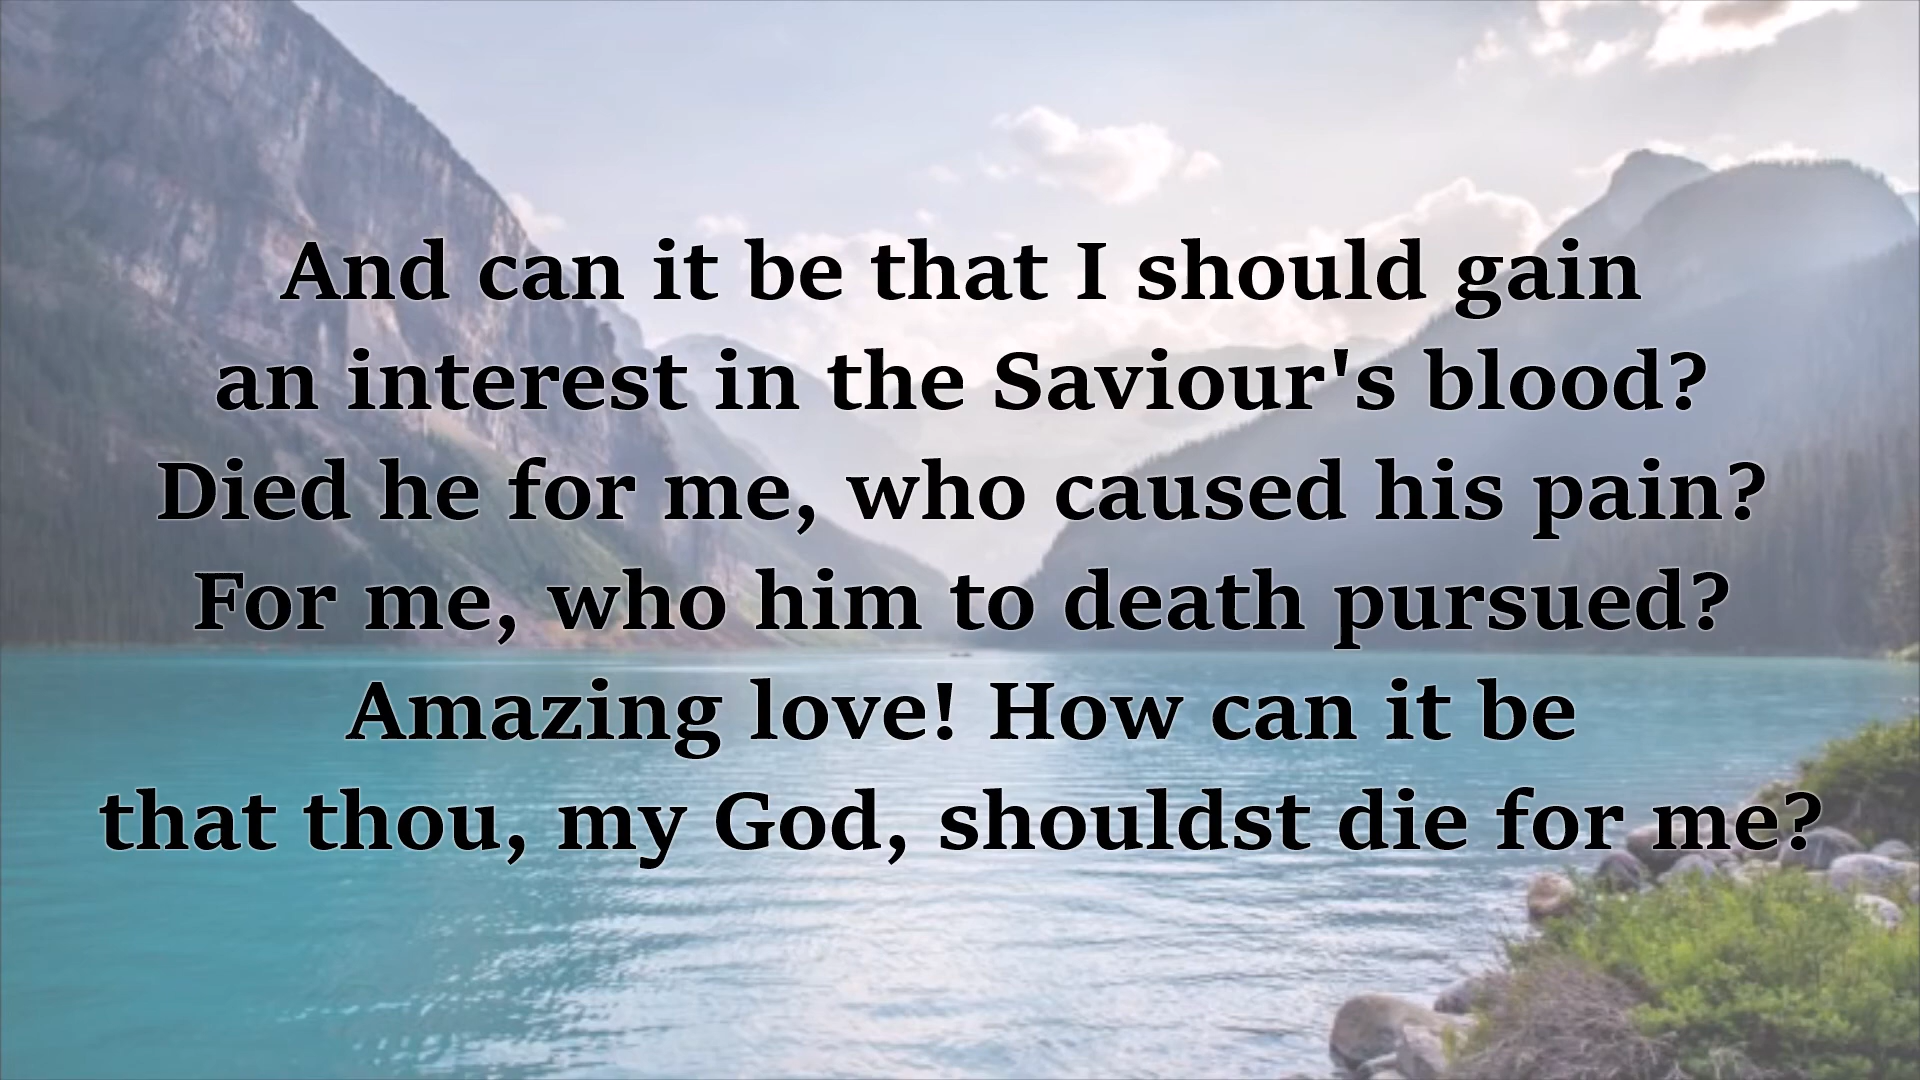 And can it be that I should gain
an interest in the Saviour's blood?
Died he for me, who caused his pain?
For me, who him to death pursued?
Amazing love! How can it be
that thou, my God, shouldst die for me?